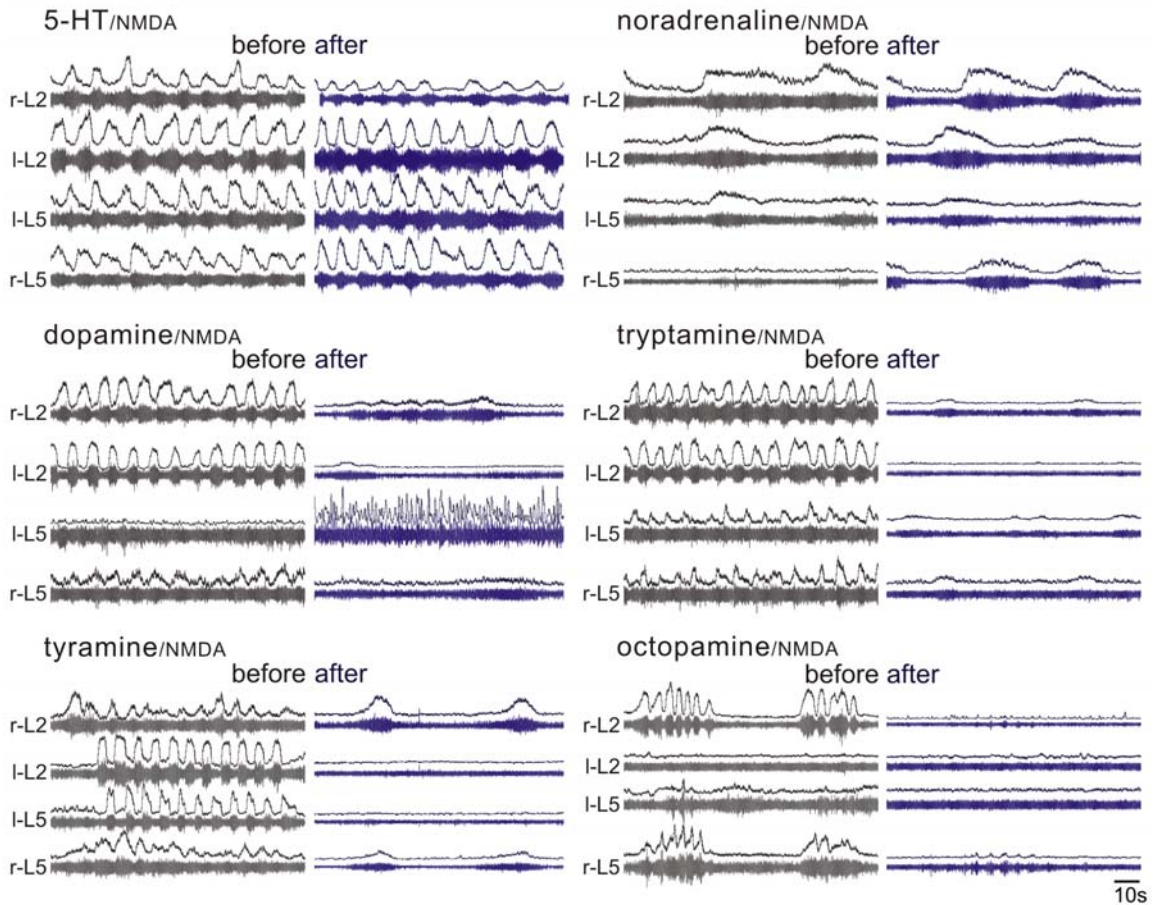 5-HT/NMDA
before after
r-L2
l-L2
l-L5
r-L5
noradrenaline/NMDA
before after
r-L2
l-L2
l-L5
r-L5
dopamine/NMDA
before after
r-L2
l-L2
l-L5
r-L5
tryptamine/NMDA
before after
r-L2
l-L2
l-L5
r-L5
tyramine/NMDA
before after
r-L2
l-L2
l-L5
r-L5
octopamine/NMDA
before after
r-L2
l-L2
l-L5
r-L5
10s